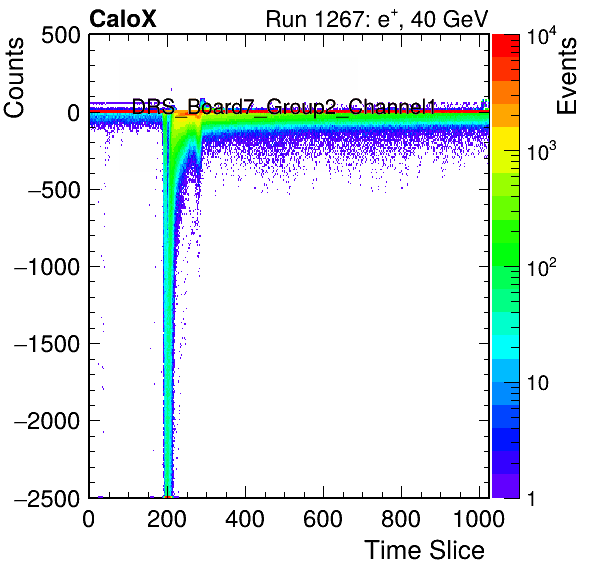 CaloX Run 1267: e⁺, 40 GeV
Counts
Events
DRS_Board7_Group2_Channel1
500
0
−500
−1000
−1500
−2000
−2500
0 200 400 600 800 1000
Time Slice
10⁴
10³
10²
10
1